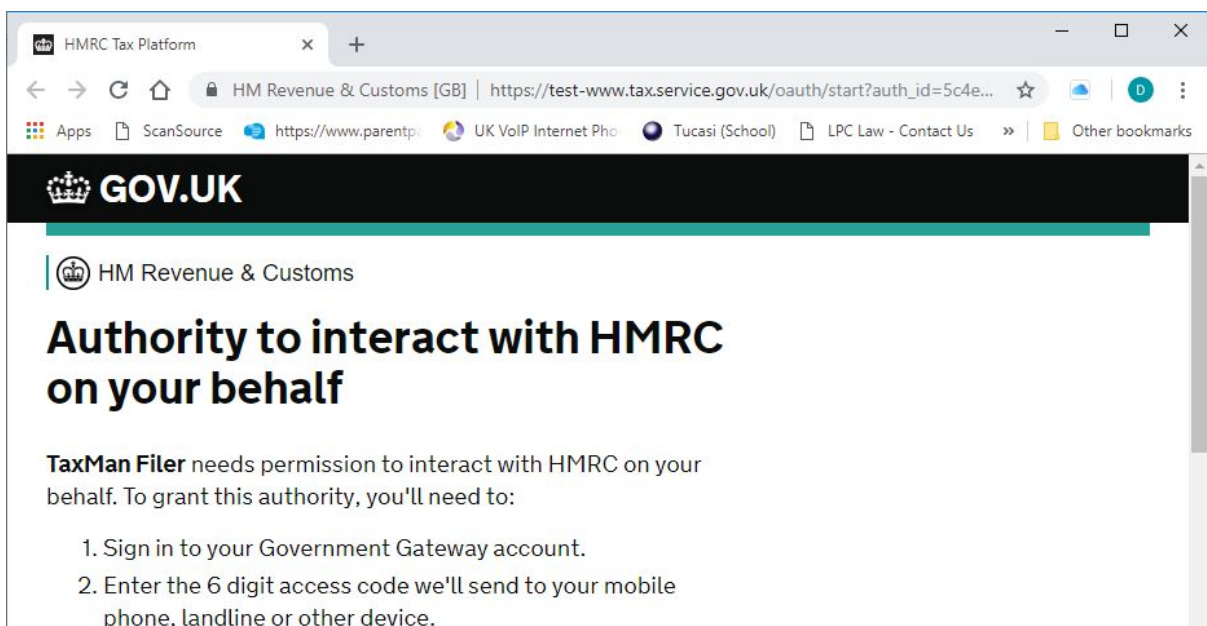 HMRC Tax Platform
HM Revenue & Customs [GB] | https://test-www.tax.service.gov.uk/oauth/start?auth_id=5c4e... D
Apps ScanSource https://www.parentp UK VoIP Internet Pho Tucasi (School) LPC Law - Contact Us » Other bookmarks
GOV.UK
HM Revenue & Customs
Authority to interact with HMRC
on your behalf
TaxMan Filer needs permission to interact with HMRC on your
behalf. To grant this authority, you'll need to:
1. Sign in to your Government Gateway account.
2. Enter the 6 digit access code we'll send to your mobile
phone, landline or other device.